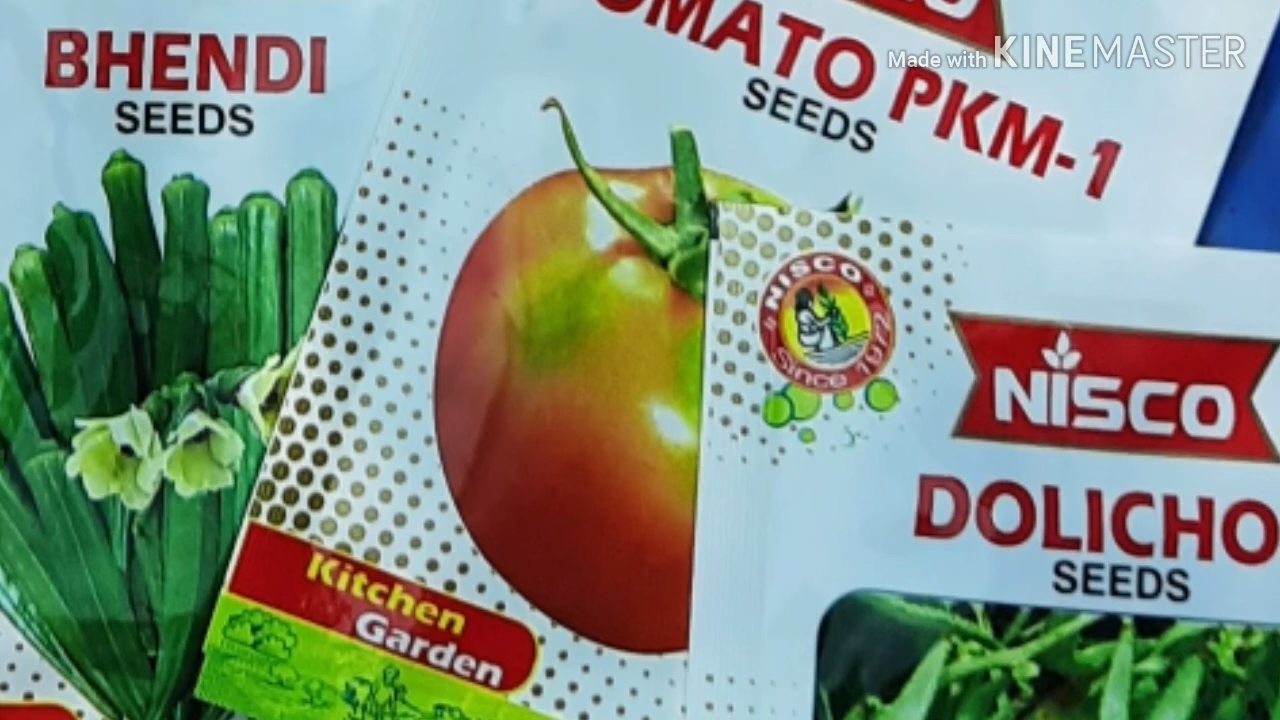 BHENDI
SEEDS
OMATO PKM-1
SEEDS
Made with KINEMASTER
NISCO
Since 1972
NISCO
DOLICHO
SEEDS
Kitchen
Garden